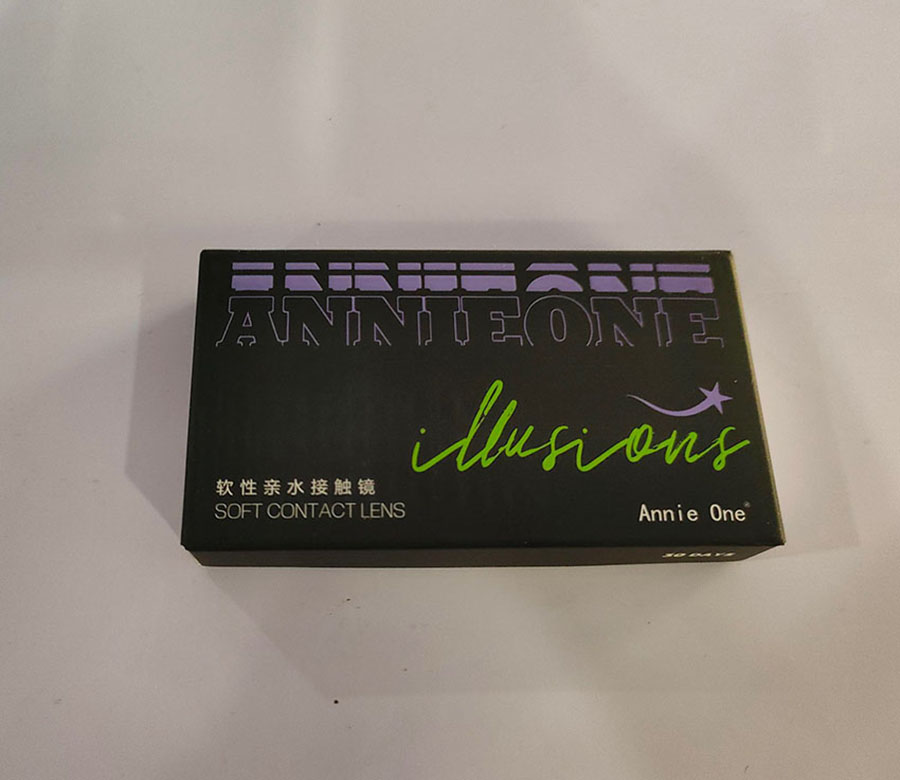 ANNIEONE
illusions
软性亲水接触镜
SOFT CONTACT LENS
Annie One®
30 DAYS